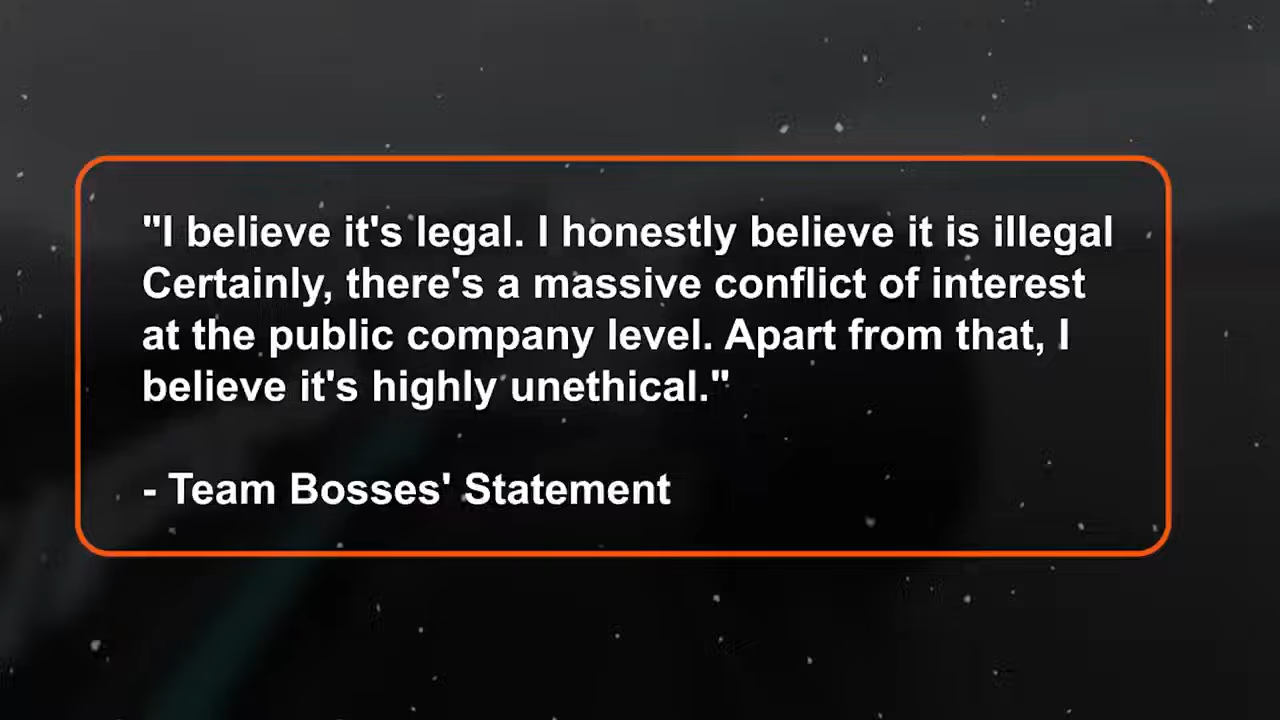 "I believe it's legal. I honestly believe it is illegal
Certainly, there's a massive conflict of interest
at the public company level. Apart from that, I
believe it's highly unethical."
- Team Bosses' Statement